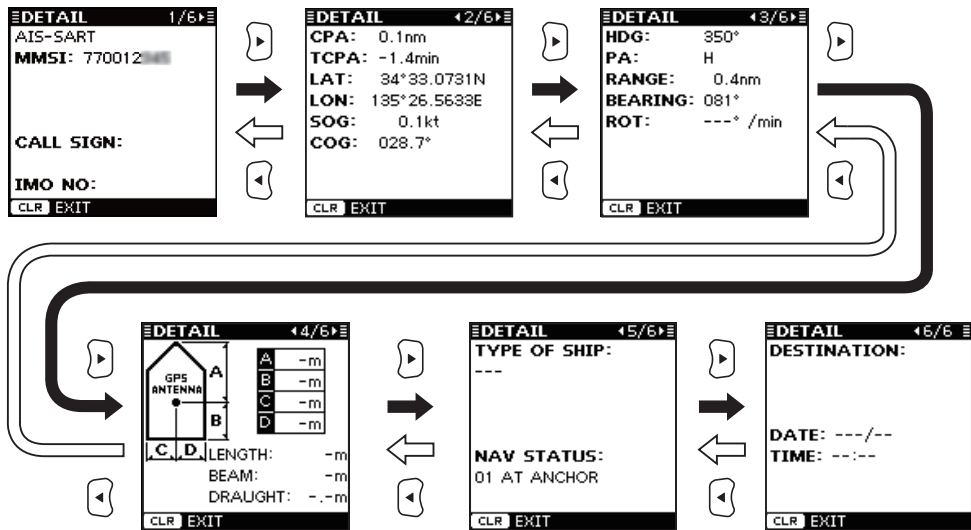 DETAIL 1/6
AIS-SART
MMSI: 770012
CALL SIGN:
IMO NO:
CLR EXIT
DETAIL 2/6
CPA: 0.1nm
TCPA: -1.4min
LAT: 34°33.0731N
LON: 135°26.5633E
SOG: 0.1kt
COG: 028.7°
CLR EXIT
DETAIL 3/6
HDG: 350°
PA: H
RANGE: 0.4nm
BEARING: 081°
ROT: ---° /min
CLR EXIT
DETAIL 4/6
GPS
ANTENNA
A
B
C D
A -m
B -m
C -m
D -m
LENGTH: -m
BEAM: -m
DRAUGHT: -.-m
CLR EXIT
DETAIL 5/6
TYPE OF SHIP:
---
NAV STATUS:
01 AT ANCHOR
CLR EXIT
DETAIL 6/6
DESTINATION:
DATE: ---/--
TIME: --:--
CLR EXIT